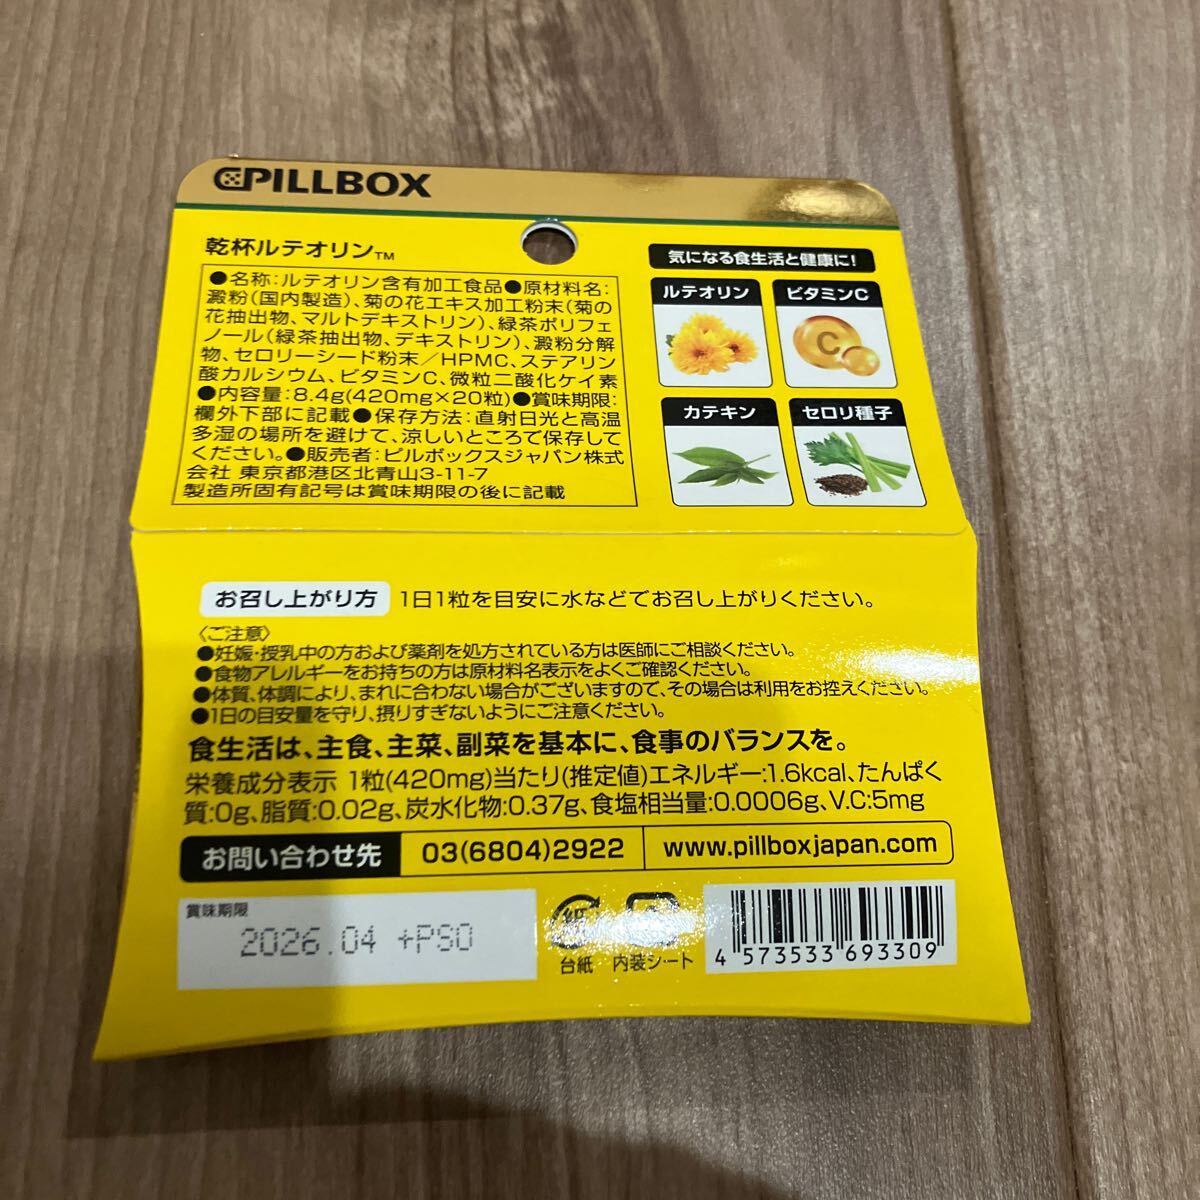 PILLBOX
乾杯ルテオリン™
●名称:ルテオリン含有加工食品●原材料名:
澱粉(国内製造)、菊の花エキス加工粉末(菊の
花抽出物、マルトデキストリン)、緑茶ポリフェ
ノール(緑茶抽出物、デキストリン)、澱粉分解
物、セロリーシード粉末/HPMC、ステアリン
酸カルシウム、ビタミンC、微粒二酸化ケイ素
●内容量:8.4g(420mg×20粒)●賞味期限:
欄外下部に記載●保存方法:直射日光と高温
多湿の場所を避けて、涼しいところで保存して
ください。●販売者:ピルボックスジャパン株式
会社 東京都港区北青山3-11-7
製造所固有記号は賞味期限の後に記載
気になる食生活と健康に!
ルテオリン
ビタミンC
C
カテキン
セロリ種子
お召し上がり方 1日1粒を目安に水などでお召し上がりください。
〈ご注意〉
●妊娠・授乳中の方および薬剤を処方されている方は医師にご相談ください。
●食物アレルギーをお持ちの方は原材料名表示をよくご確認ください。
●体質、体調により、まれに合わない場合がございますので、その場合は利用をお控えください。
●1日の目安量を守り、摂りすぎないようにご注意ください。
食生活は、主食、主菜、副菜を基本に、食事のバランスを。
栄養成分表示 1粒(420mg)当たり(推定値)エネルギー:1.6kcal、たんぱく
質:0g、脂質:0.02g、炭水化物:0.37g、食塩相当量:0.0006g、V.C:5mg
お問い合わせ先 03(6804)2922 www.pillboxjapan.com
賞味期限
2026.04 +PS0
紙
台紙 内装シート
4 573533 693309